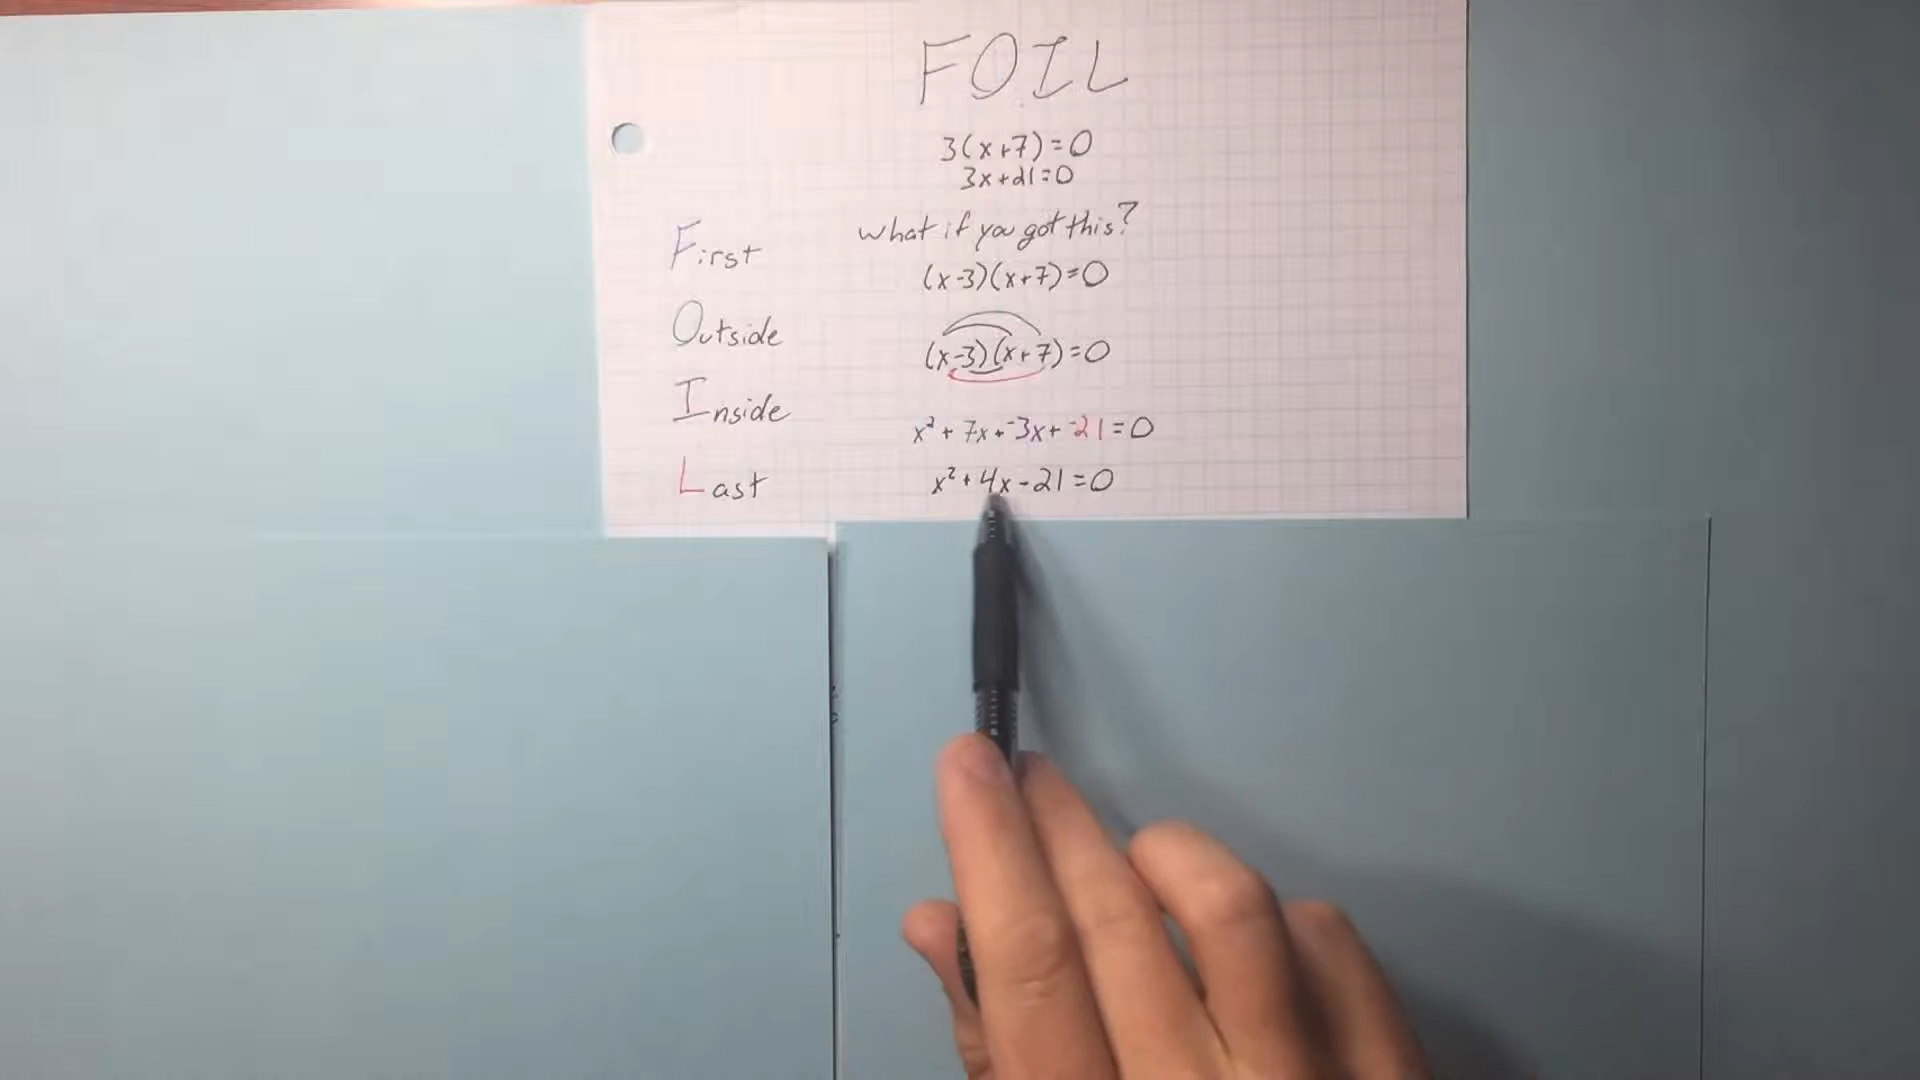 FOIL
3(x+7)=0
3x+21=0
What if you got this?
First
(x-3)(x+7)=0
Outside
(x-3)(x+7)=0
Inside
x²+7x+⁻3x+⁻21=0
Last
x²+4x-21=0